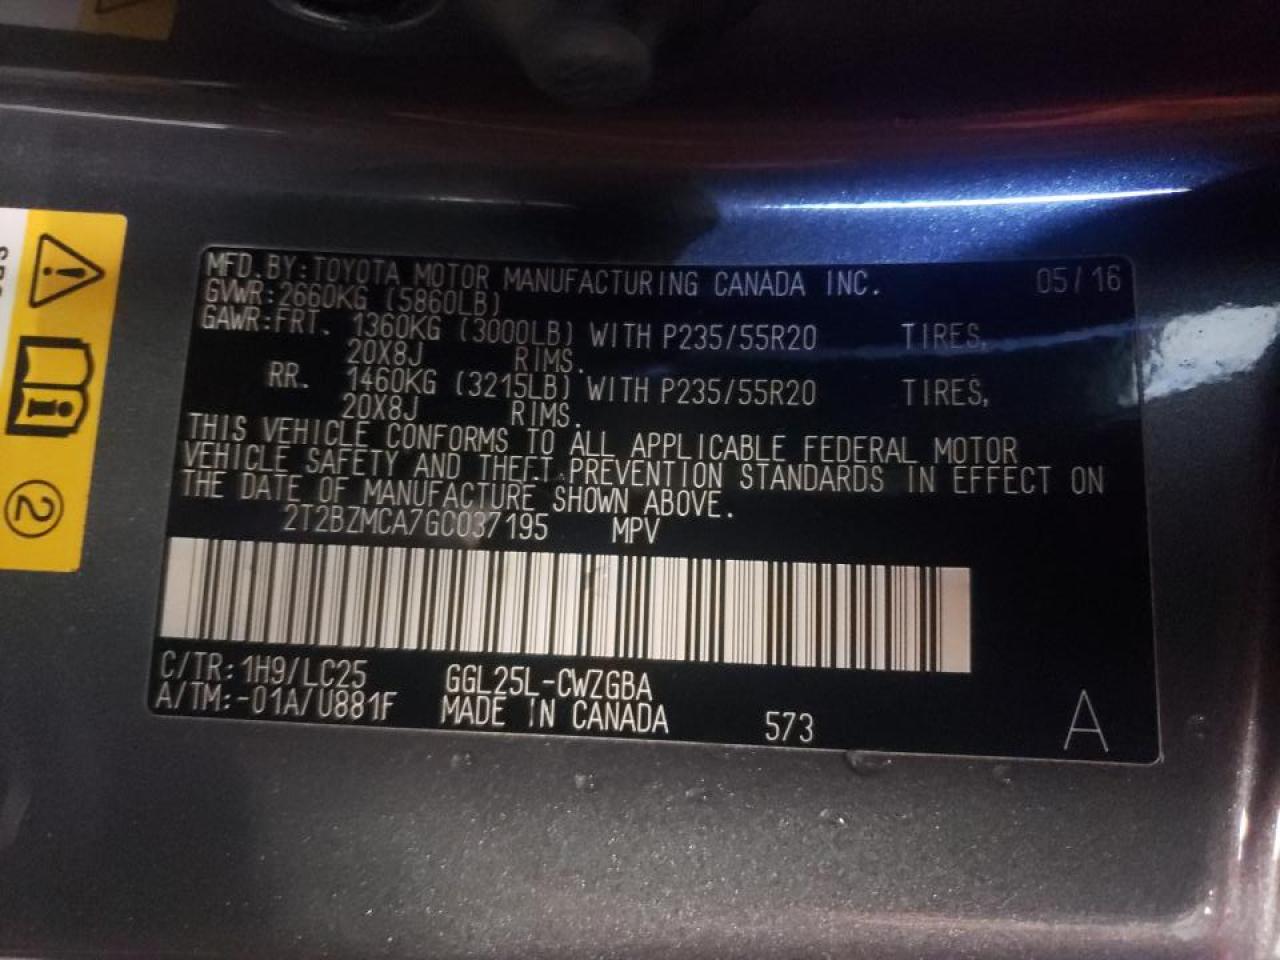 MFD.BY:TOYOTA MOTOR MANUFACTURING CANADA INC. 05/16
GVWR:2660KG (5860LB)
GAWR:FRT. 1360KG (3000LB) WITH P235/55R20 TIRES,
20X8J RIMS.
RR. 1460KG (3215LB) WITH P235/55R20 TIRES,
20X8J RIMS.
THIS VEHICLE CONFORMS TO ALL APPLICABLE FEDERAL MOTOR
VEHICLE SAFETY AND THEFT PREVENTION STANDARDS IN EFFECT ON
THE DATE OF MANUFACTURE SHOWN ABOVE.
2T2BZMCA7GC037195 MPV
C/TR:1H9/LC25 GGL25L-CWZGBA
A/TM:-01A/U881F MADE IN CANADA 573 A
2